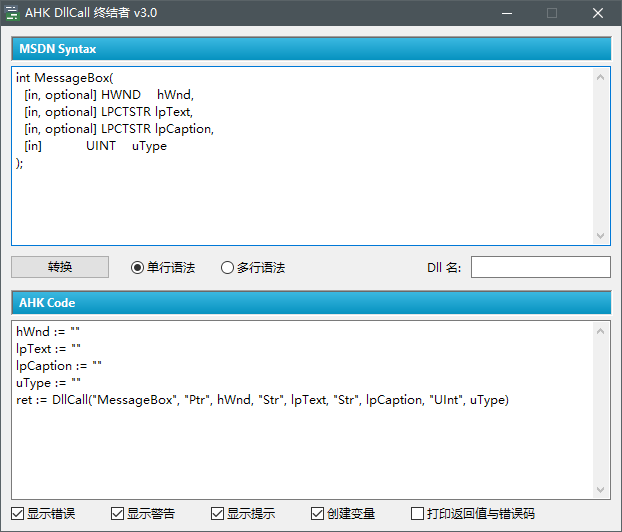 AHK DllCall 终结者 v3.0
MSDN Syntax
int MessageBox(
[in, optional] HWND hWnd,
[in, optional] LPCTSTR lpText,
[in, optional] LPCTSTR lpCaption,
[in] UINT uType
);
转换 单行语法 多行语法 Dll 名:
AHK Code
hWnd := ""
lpText := ""
lpCaption := ""
uType := ""
ret := DllCall("MessageBox", "Ptr", hWnd, "Str", lpText, "Str", lpCaption, "UInt", uType)
显示错误 显示警告 显示提示 创建变量 打印返回值与错误码